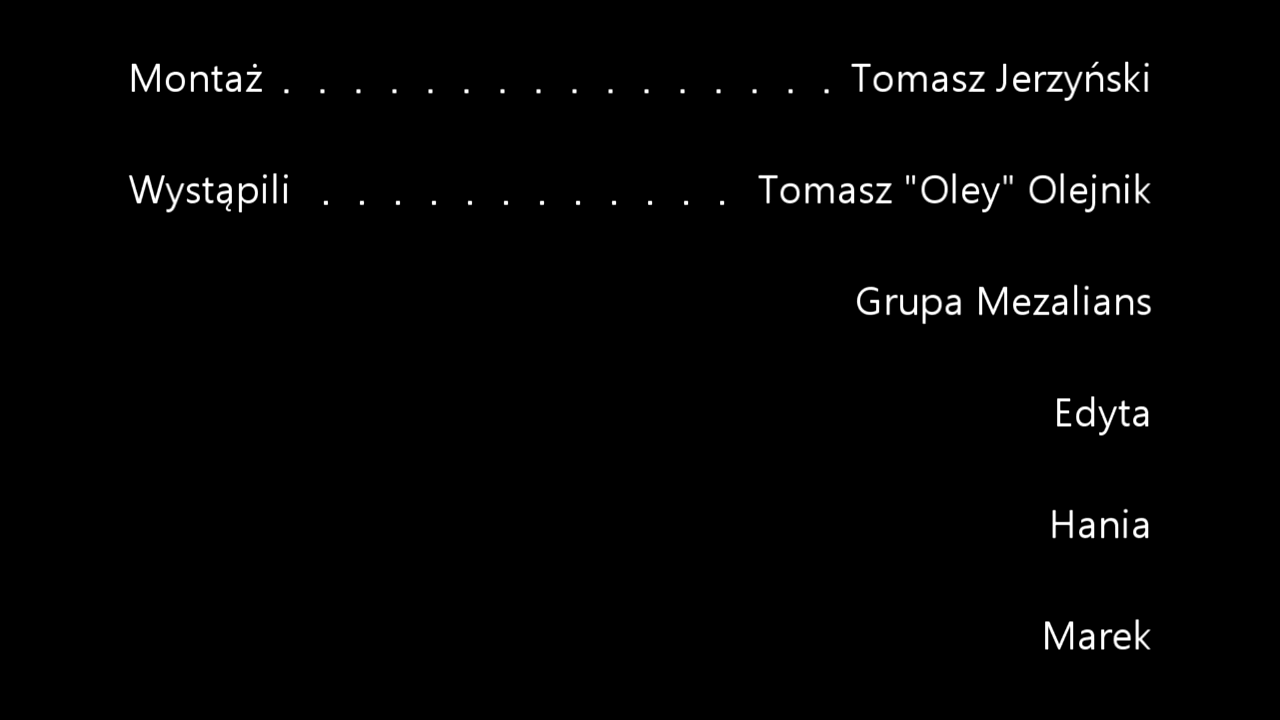 Montaż . . . . . . . . . . . . . . . . Tomasz Jerzyński
Wystąpili . . . . . . . . . . . . Tomasz "Oley" Olejnik
Grupa Mezalians
Edyta
Hania
Marek